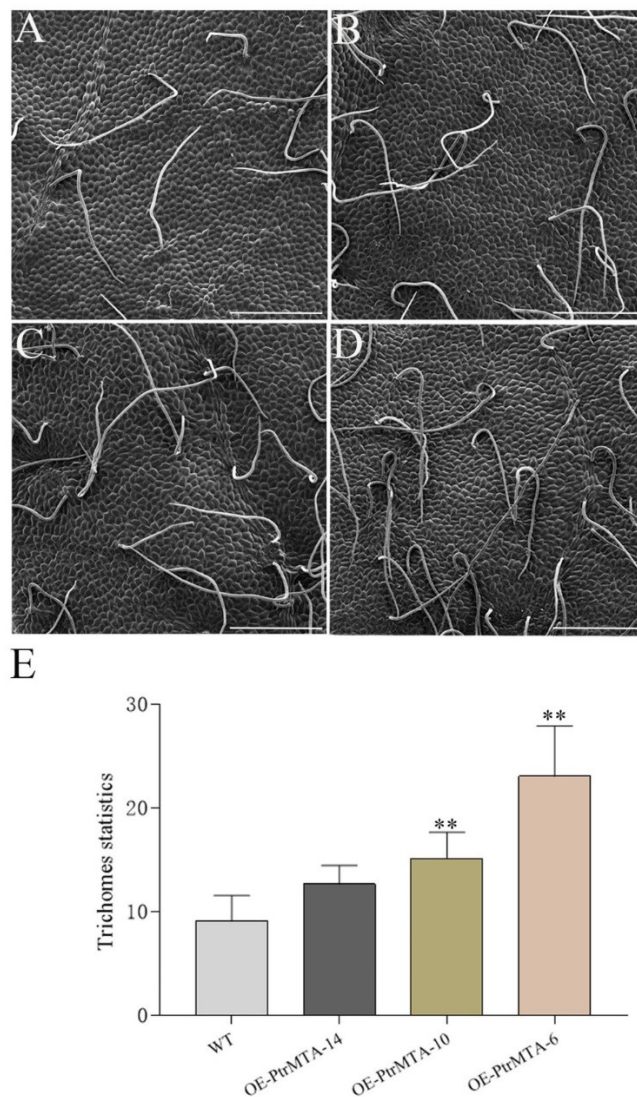 A
B
C
D
E
30
20
10
0
Trichomes statistics
**
**
WT
OE-PtrMTA-14
OE-PtrMTA-10
OE-PtrMTA-6